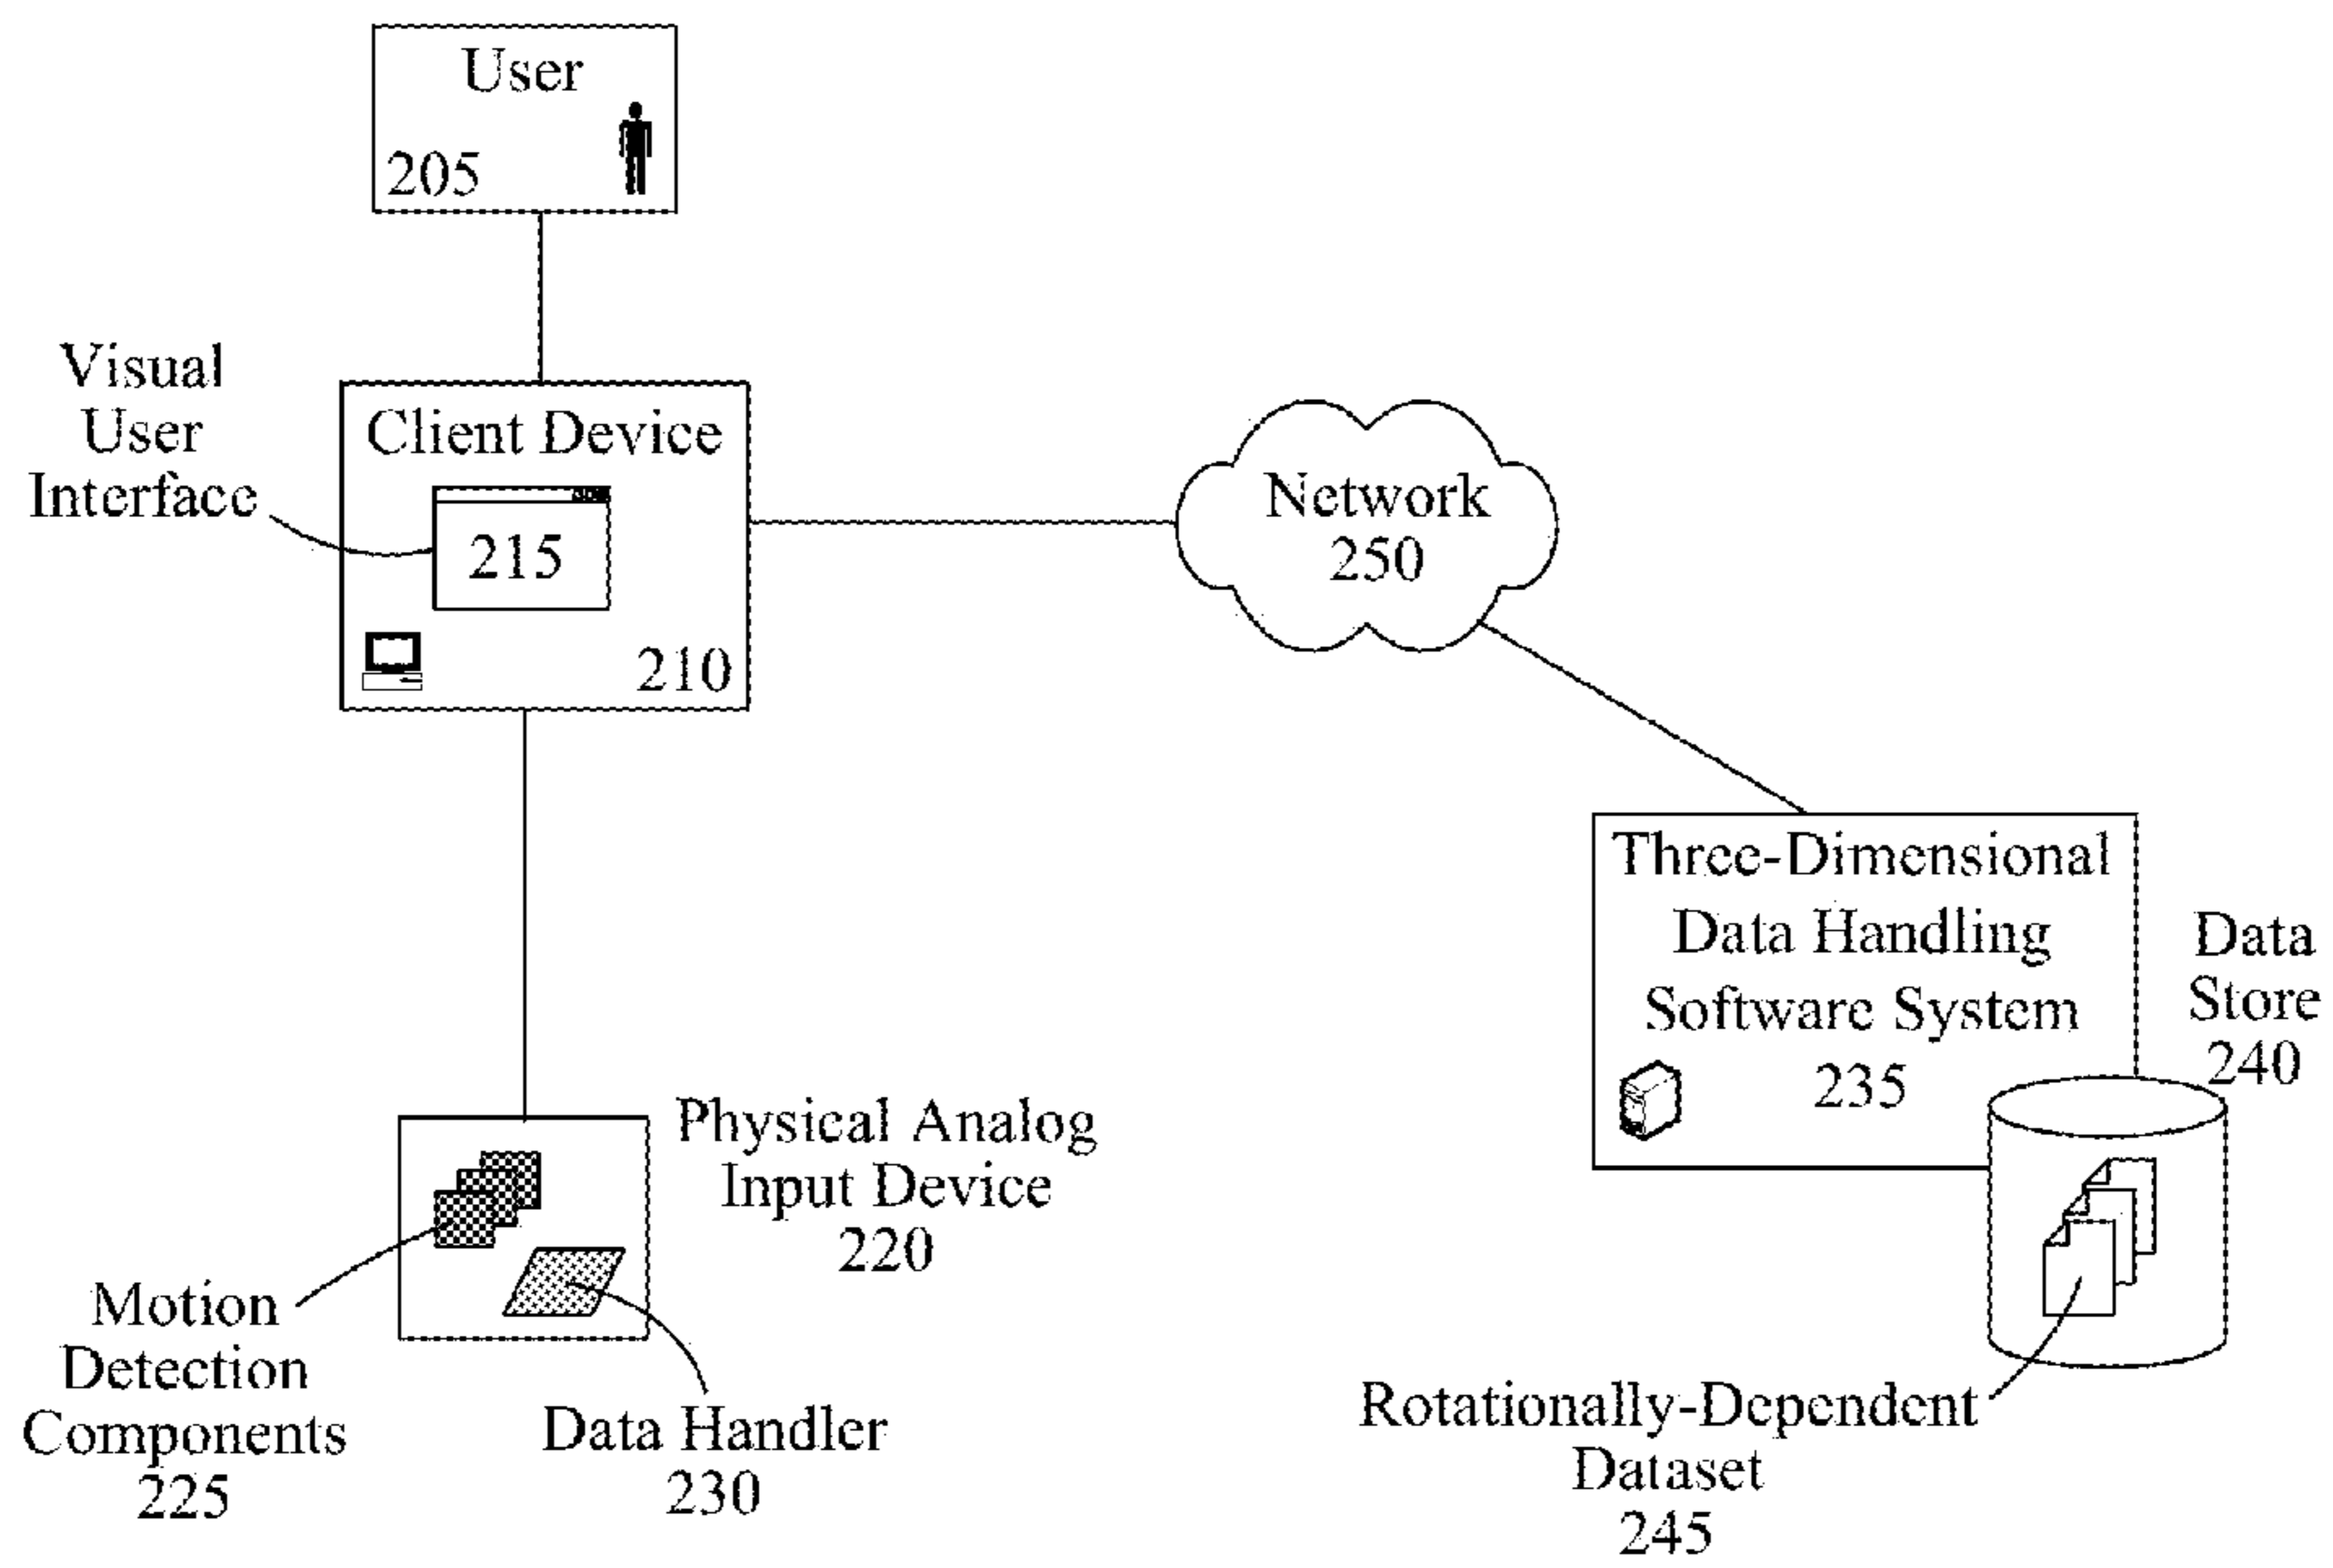 User
205
Visual
User
Interface
Client Device
215
210
Network
250
Three-Dimensional
Data Handling
Software System
235
Data
Store
240
Physical Analog
Input Device
220
Motion
Detection
Components
225
Data Handler
230
Rotationally-Dependent
Dataset
245